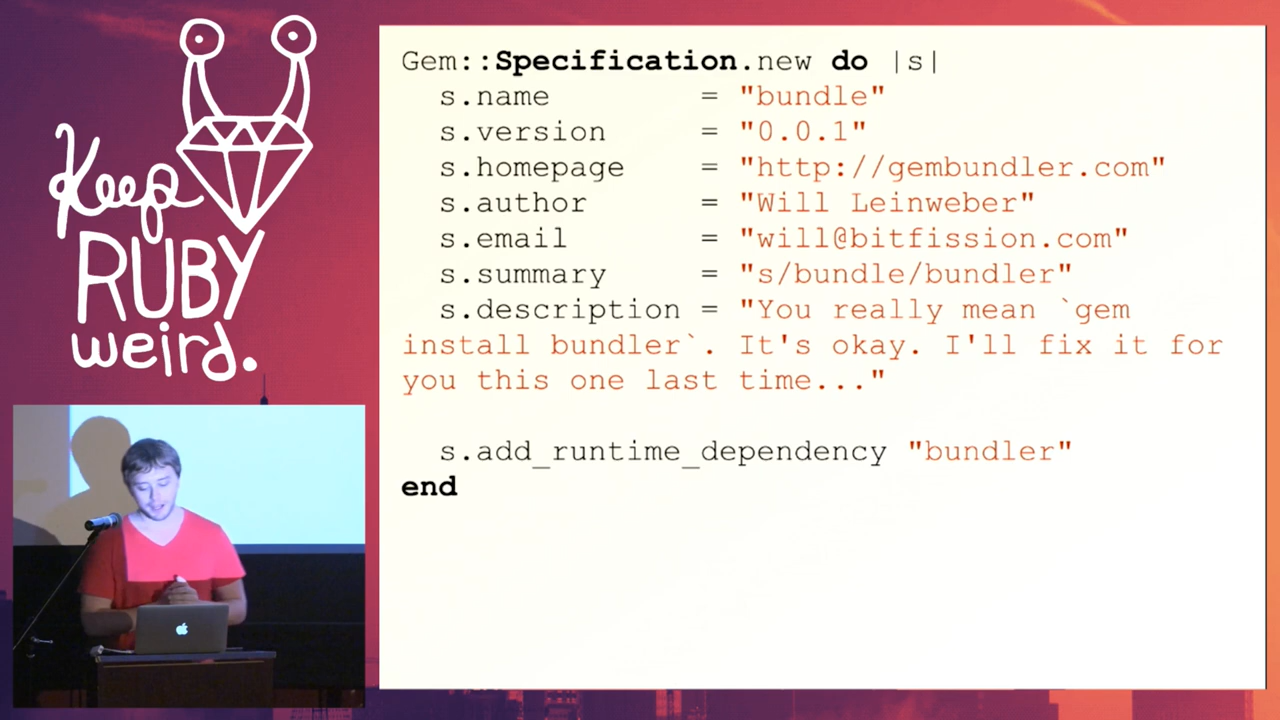 Keep
RUBY
weird.
Gem::Specification.new do |s|
  s.name        = "bundle"
  s.version     = "0.0.1"
  s.homepage    = "http://gembundler.com"
  s.author      = "Will Leinweber"
  s.email       = "will@bitfission.com"
  s.summary     = "s/bundle/bundler"
  s.description = "You really mean `gem
install bundler`. It's okay. I'll fix it for
you this one last time..."
  s.add_runtime_dependency "bundler"
end